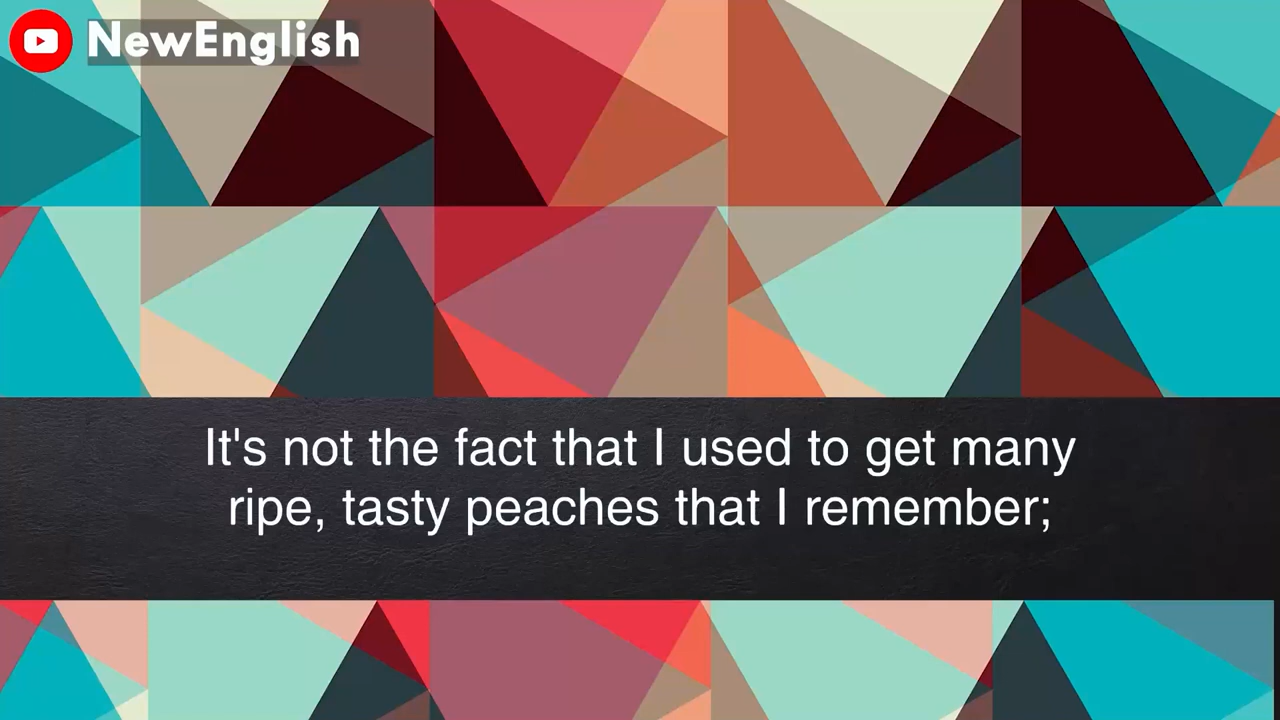 NewEnglish
It's not the fact that I used to get many
ripe, tasty peaches that I remember;